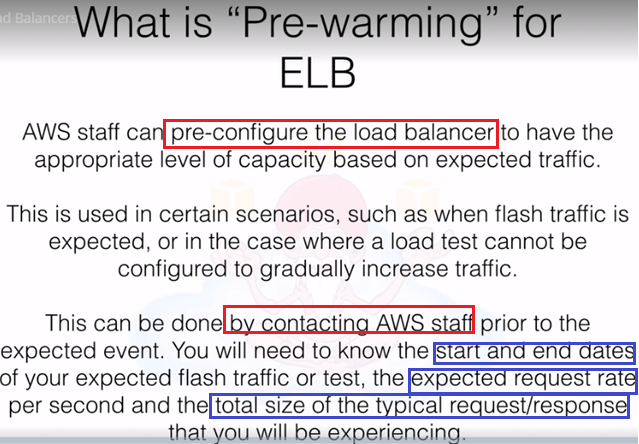 ad Balancers
What is “Pre-warming” for
ELB
AWS staff can pre-configure the load balancer to have the
appropriate level of capacity based on expected traffic.
This is used in certain scenarios, such as when flash traffic is
expected, or in the case where a load test cannot be
configured to gradually increase traffic.
This can be done by contacting AWS staff prior to the
expected event. You will need to know the start and end dates
of your expected flash traffic or test, the expected request rate
per second and the total size of the typical request/response
that you will be experiencing.